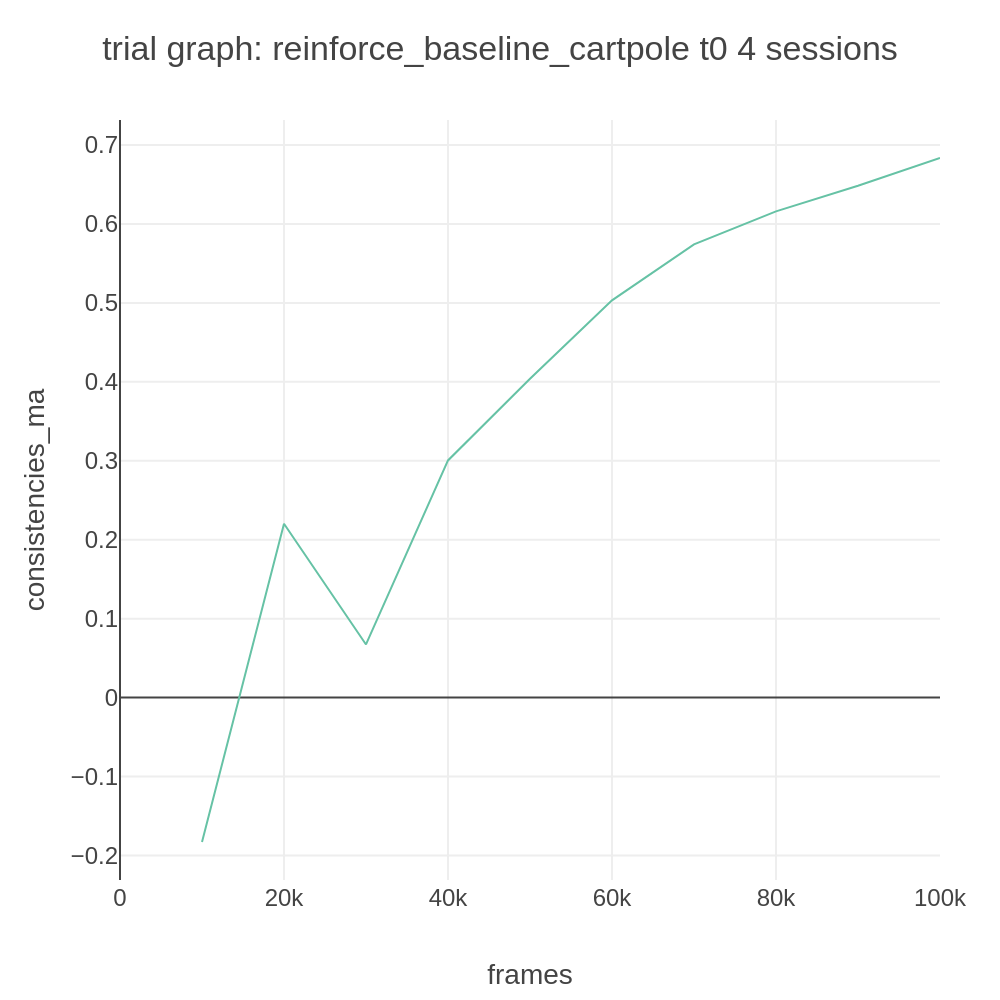 trial graph: reinforce_baseline_cartpole t0 4 sessions
consistencies_ma
0.7
0.6
0.5
0.4
0.3
0.2
0.1
0
−0.1
−0.2
0 20k 40k 60k 80k 100k
frames